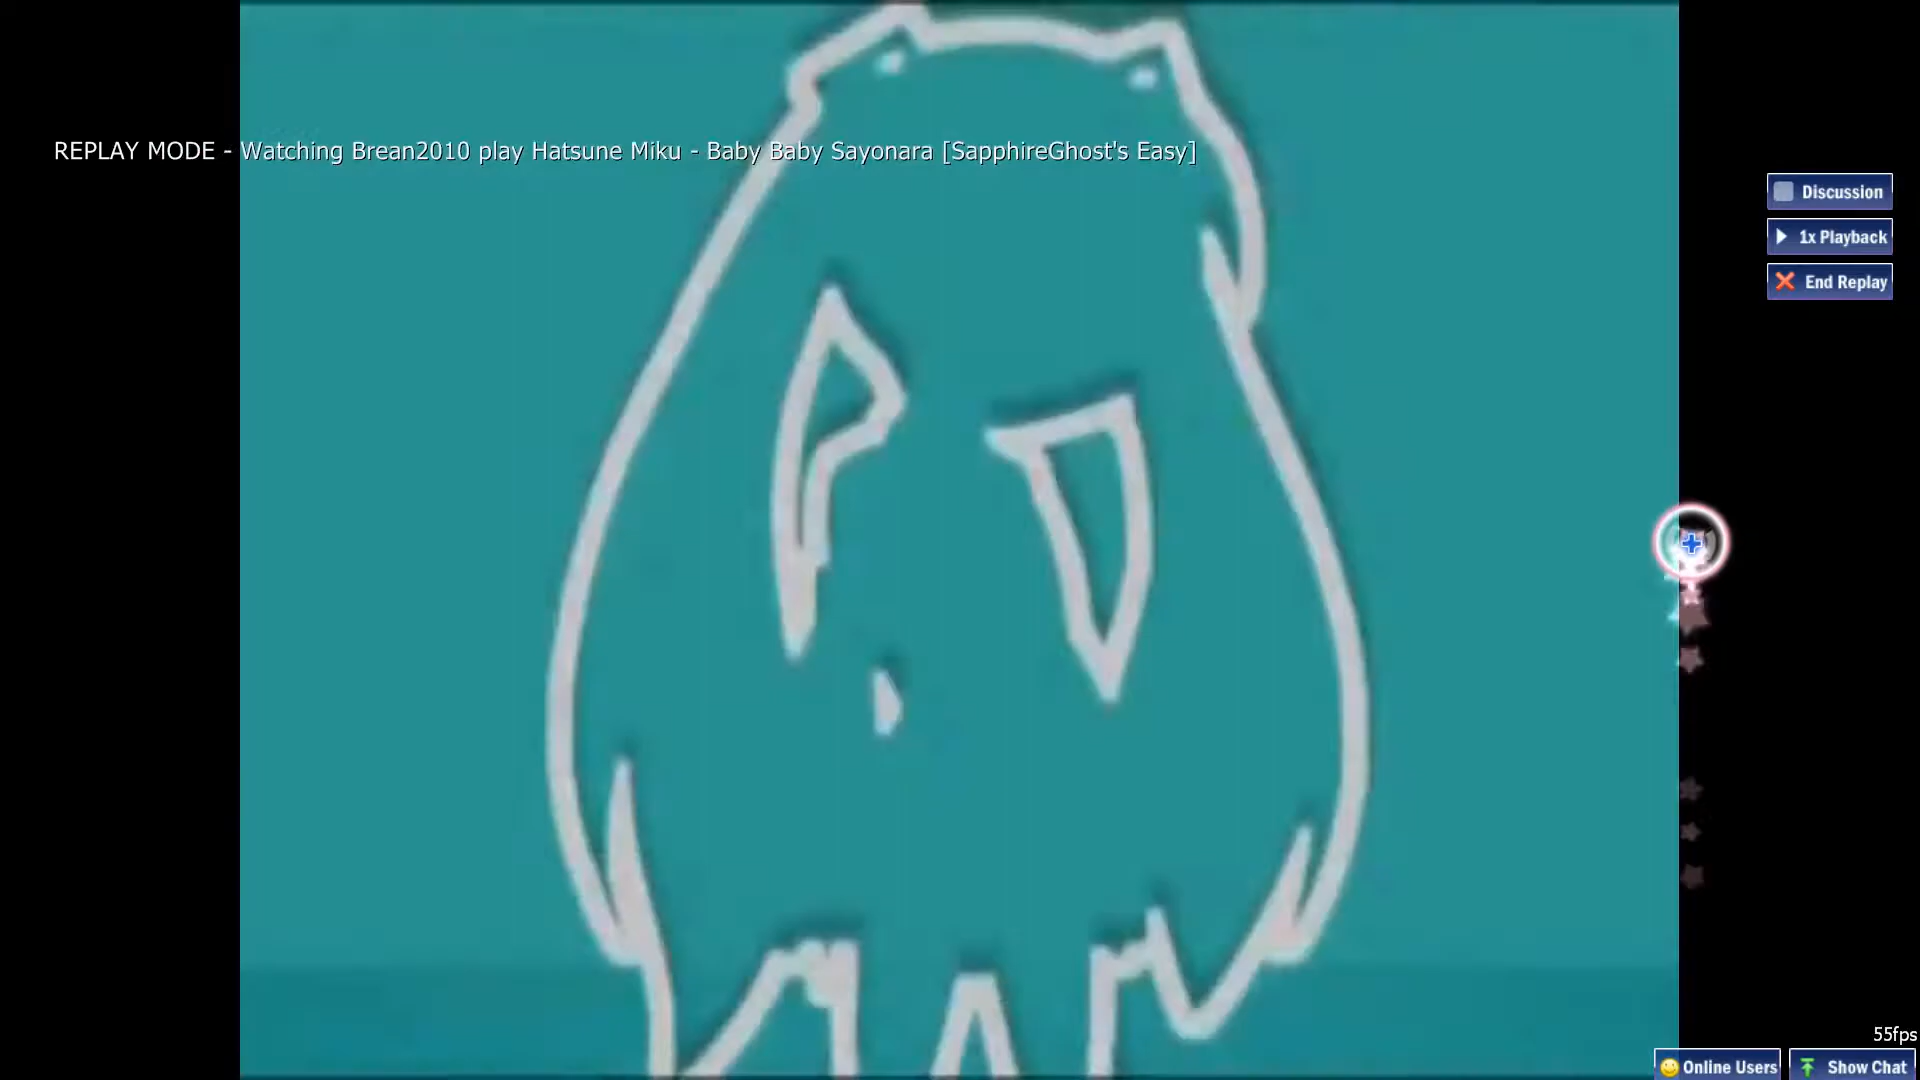 REPLAY MODE - Watching Brean2010 play Hatsune Miku - Baby Baby Sayonara [SapphireGhost's Easy]
Discussion
1x Playback
End Replay
55fps
Online Users
Show Chat